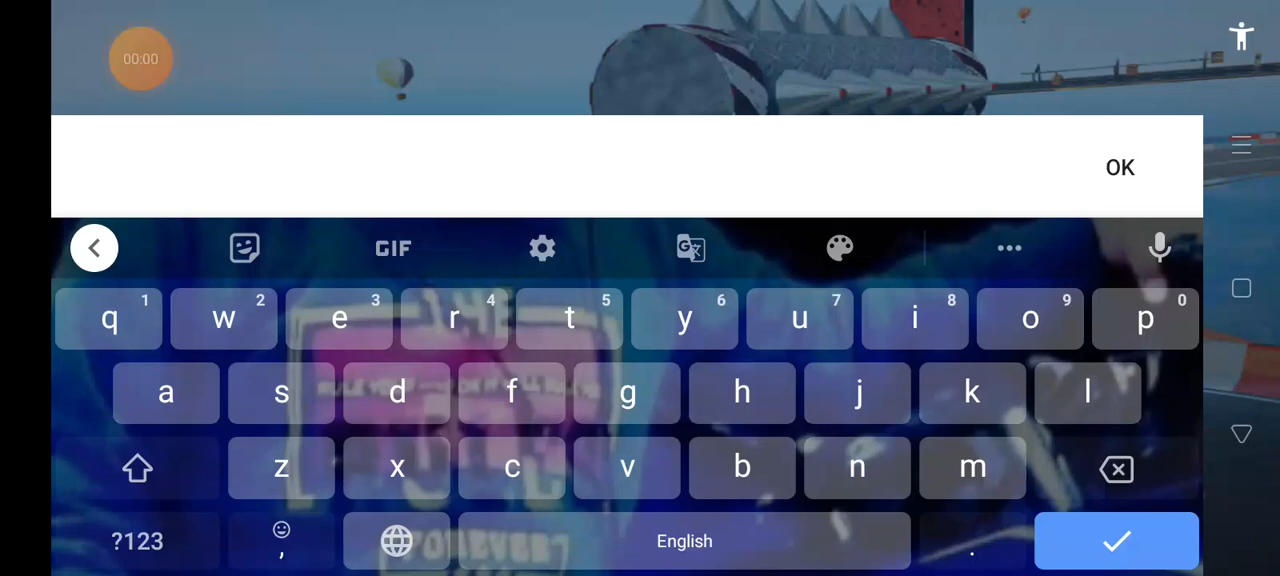 00:00
OK
GIF
q 1 w 2 e 3 r 4 t 5 y 6 u 7 i 8 o 9 p 0
a s d f g h j k l
z x c v b n m
?123 , English .